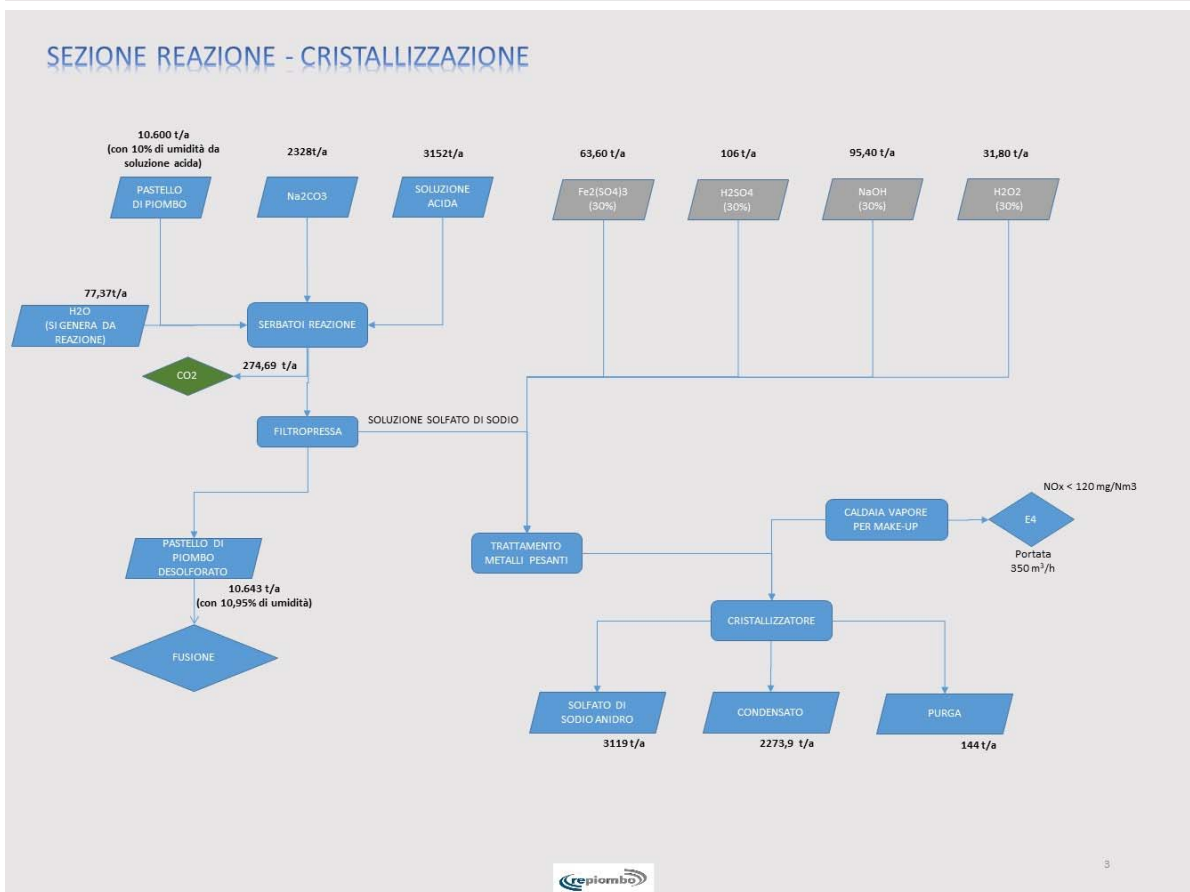 SEZIONE REAZIONE - CRISTALLIZZAZIONE
10.600 t/a
(con 10% di umidità da
soluzione acida)
2328t/a
3152t/a
63,60 t/a
106 t/a
95,40 t/a
31,80 t/a
PASTELLO
DI PIOMBO
Na2CO3
SOLUZIONE
ACIDA
Fe2(SO4)3
(30%)
H2SO4
(30%)
NaOH
(30%)
H2O2
(30%)
77,37t/a
H2O
(SI GENERA DA
REAZIONE)
SERBATOI REAZIONE
274,69 t/a
CO2
FILTROPRESSA
SOLUZIONE SOLFATO DI SODIO
NOx < 120 mg/Nm3
CALDAIA VAPORE
PER MAKE-UP
E4
Portata
350 m³/h
PASTELLO DI
PIOMBO
DESOLFORATO
TRATTAMENTO
METALLI PESANTI
10.643 t/a
(con 10,95% di umidità)
CRISTALLIZZATORE
FUSIONE
SOLFATO DI
SODIO ANIDRO
CONDENSATO
PURGA
3119 t/a
2273,9 t/a
144 t/a
3
repiombo